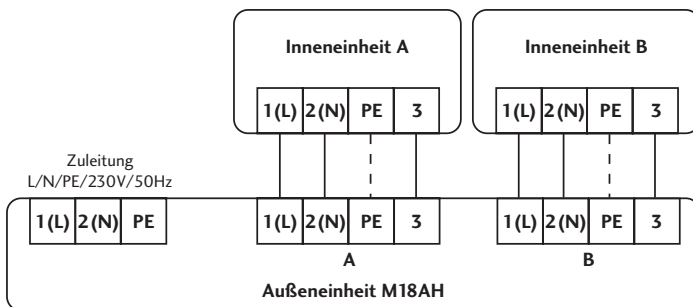 Inneneinheit A Inneneinheit B
1(L) 2(N) PE 3 1(L) 2(N) PE 3
Zuleitung
L/N/PE/230V/50Hz
1(L) 2(N) PE 1(L) 2(N) PE 3 1(L) 2(N) PE 3
A B
Außeneinheit M18AH